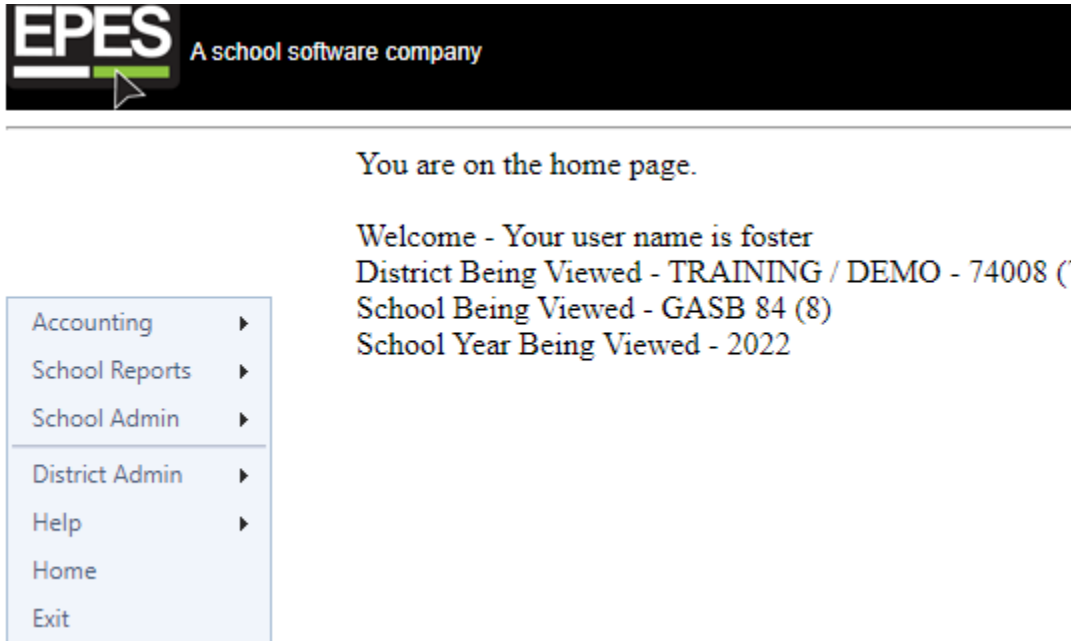 EPES
A school software company
You are on the home page.
Welcome - Your user name is foster
District Being Viewed - TRAINING / DEMO - 74008 (
School Being Viewed - GASB 84 (8)
School Year Being Viewed - 2022
Accounting
School Reports
School Admin
District Admin
Help
Home
Exit